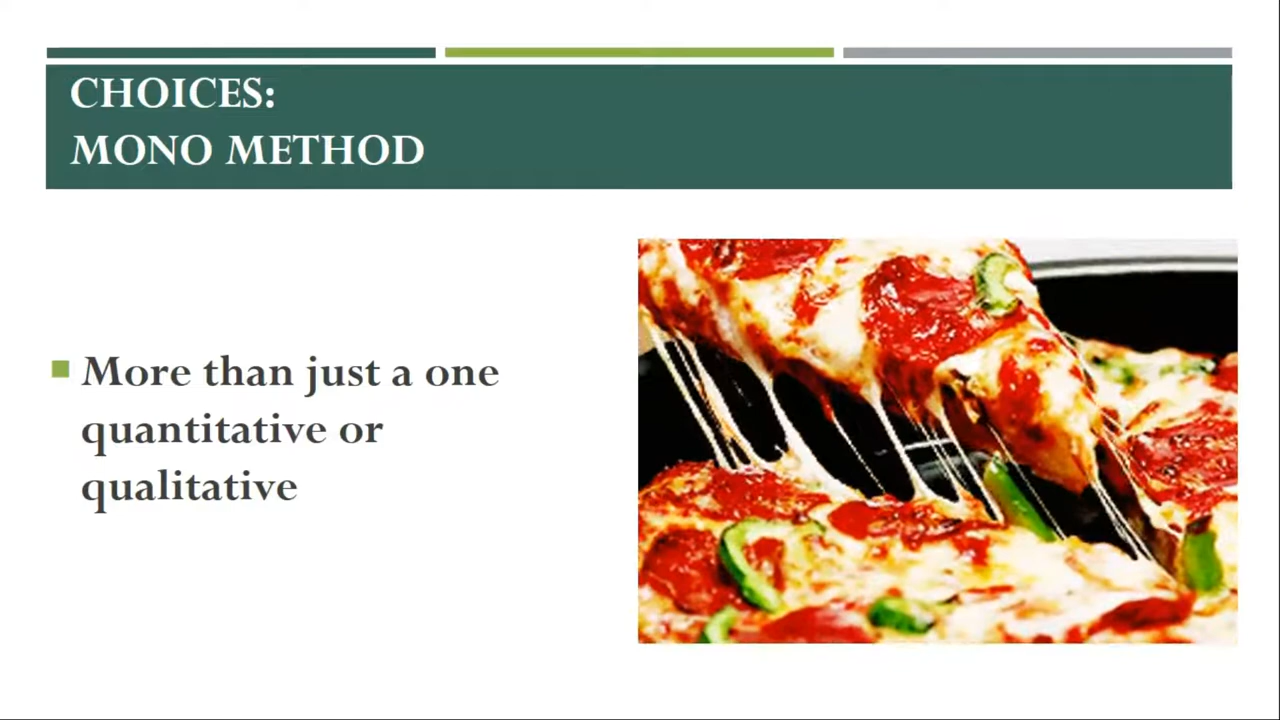 CHOICES:
MONO METHOD
More than just a one
quantitative or
qualitative